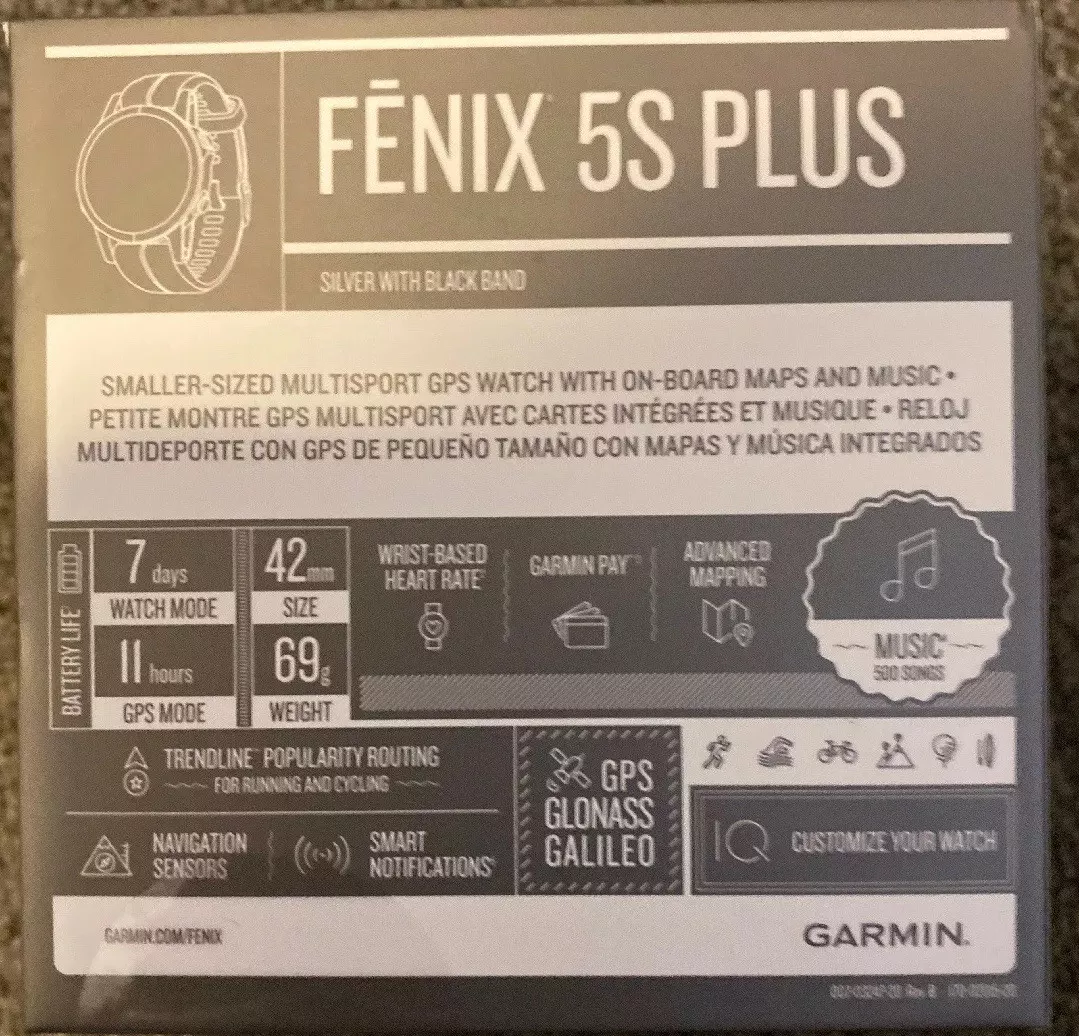 FĒNIX® 5S PLUS
SILVER WITH BLACK BAND
SMALLER-SIZED MULTISPORT GPS WATCH WITH ON-BOARD MAPS AND MUSIC •
PETITE MONTRE GPS MULTISPORT AVEC CARTES INTÉGRÉES ET MUSIQUE • RELOJ
MULTIDEPORTE CON GPS DE PEQUEÑO TAMAÑO CON MAPAS Y MÚSICA INTEGRADOS
BATTERY LIFE
7 days
WATCH MODE
11 hours
GPS MODE
42mm
SIZE
69g
WEIGHT
WRIST-BASED
HEART RATE
GARMIN PAY™
ADVANCED
MAPPING
MUSIC
500 SONGS
TRENDLINE™ POPULARITY ROUTING
FOR RUNNING AND CYCLING
NAVIGATION
SENSORS
SMART
NOTIFICATIONS
GPS
GLONASS
GALILEO
IQ CUSTOMIZE YOUR WATCH
GARMIN.COM/FENIX
GARMIN.
Rev. B